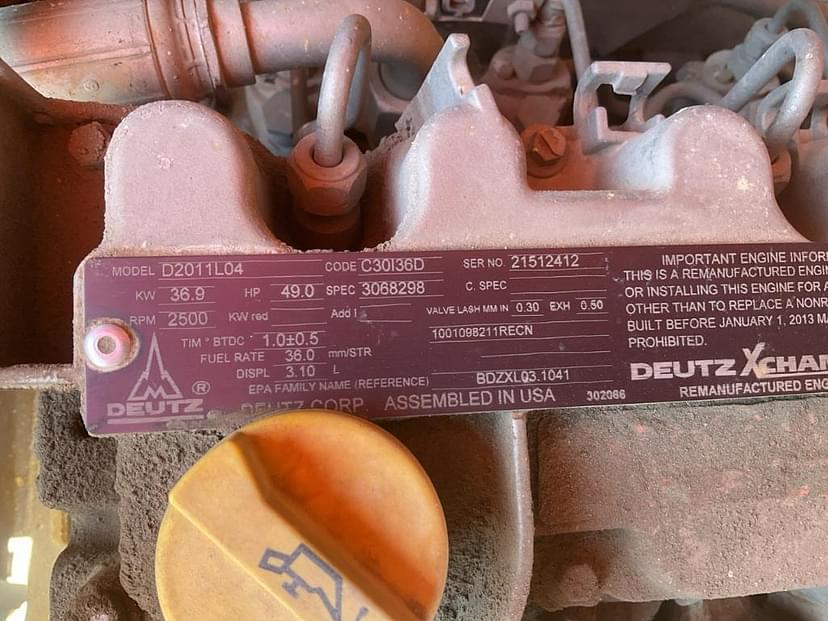 MODEL D2011L04 CODE C30I36D SER NO. 21512412
KW 36.9 HP 49.0 SPEC 3068298 C. SPEC
RPM 2500 KW red Add l VALVE LASH MM IN 0.30 EXH 0.50
TIM ° BTDC 1.0±0.5 1001098211RECN
FUEL RATE 36.0 mm/STR
DISPL 3.10 L
EPA FAMILY NAME (REFERENCE) BDZXL03.1041
DEUTZ ® DEUTZ CORP. ASSEMBLED IN USA 302086
IMPORTANT ENGINE INFOR
THIS IS A REMANUFACTURED ENGI
OR INSTALLING THIS ENGINE FOR A
OTHER THAN TO REPLACE A NONR
BUILT BEFORE JANUARY 1, 2013 MA
PROHIBITED.
DEUTZ XCHAN
REMANUFACTURED ENG